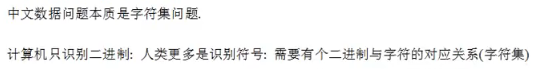 中文数据问题本质是字符集问题.
计算机只识别二进制: 人类更多是识别符号: 需要有个二进制与字符的对应关系(字符集)